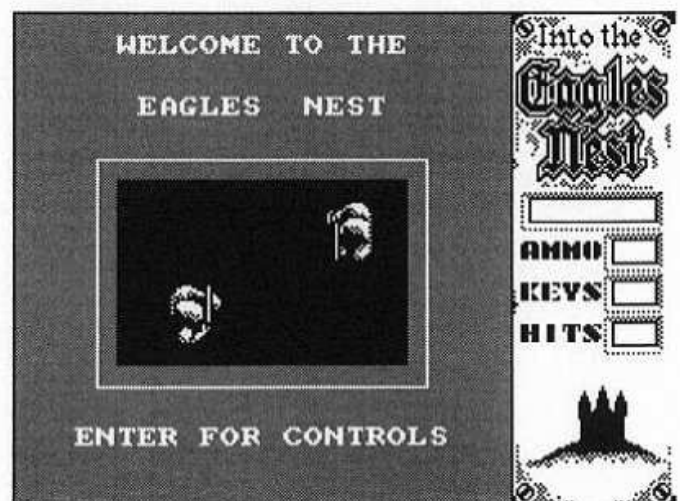 WELCOME TO THE
EAGLES NEST
ENTER FOR CONTROLS
Into the
Eagles
Nest
AMMO
KEYS
HITS